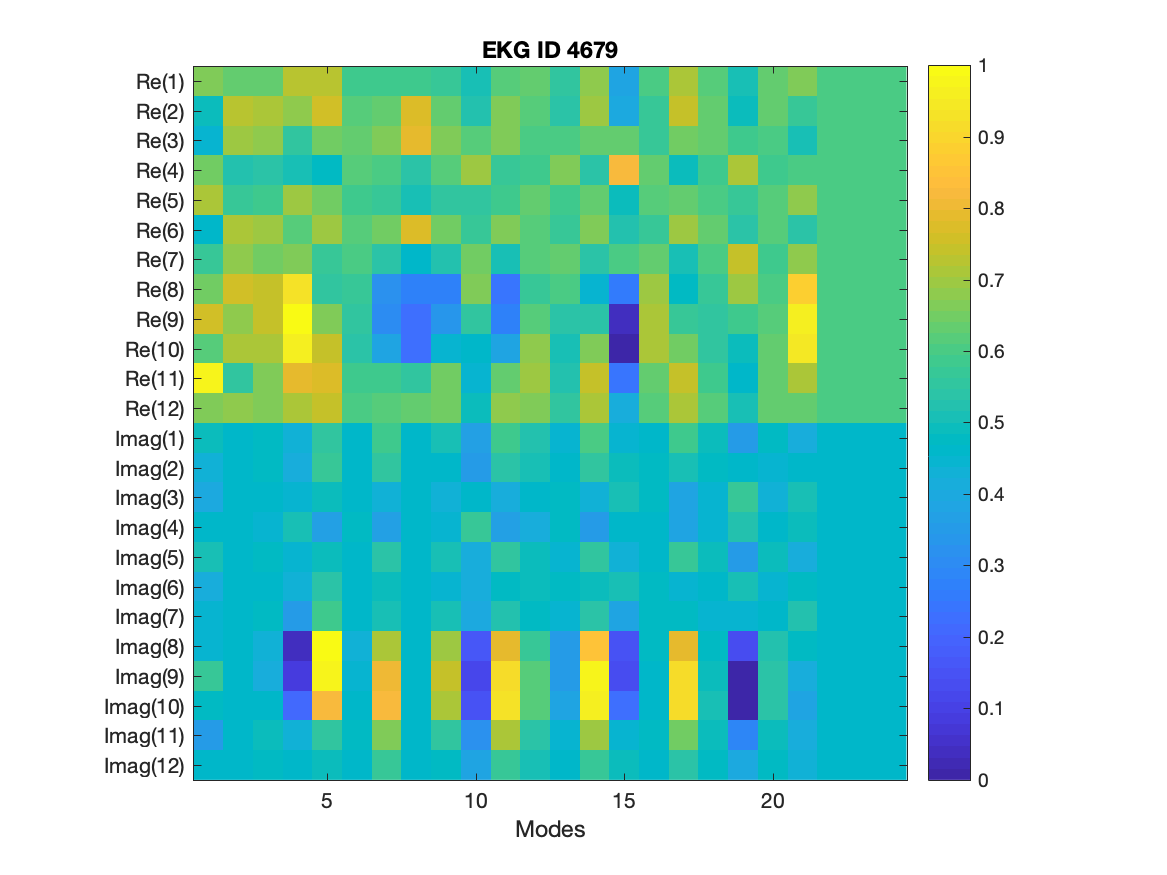 EKG ID 4679
Re(1)
Re(2)
Re(3)
Re(4)
Re(5)
Re(6)
Re(7)
Re(8)
Re(9)
Re(10)
Re(11)
Re(12)
Imag(1)
Imag(2)
Imag(3)
Imag(4)
Imag(5)
Imag(6)
Imag(7)
Imag(8)
Imag(9)
Imag(10)
Imag(11)
Imag(12)
5 10 15 20
Modes
1
0.9
0.8
0.7
0.6
0.5
0.4
0.3
0.2
0.1
0